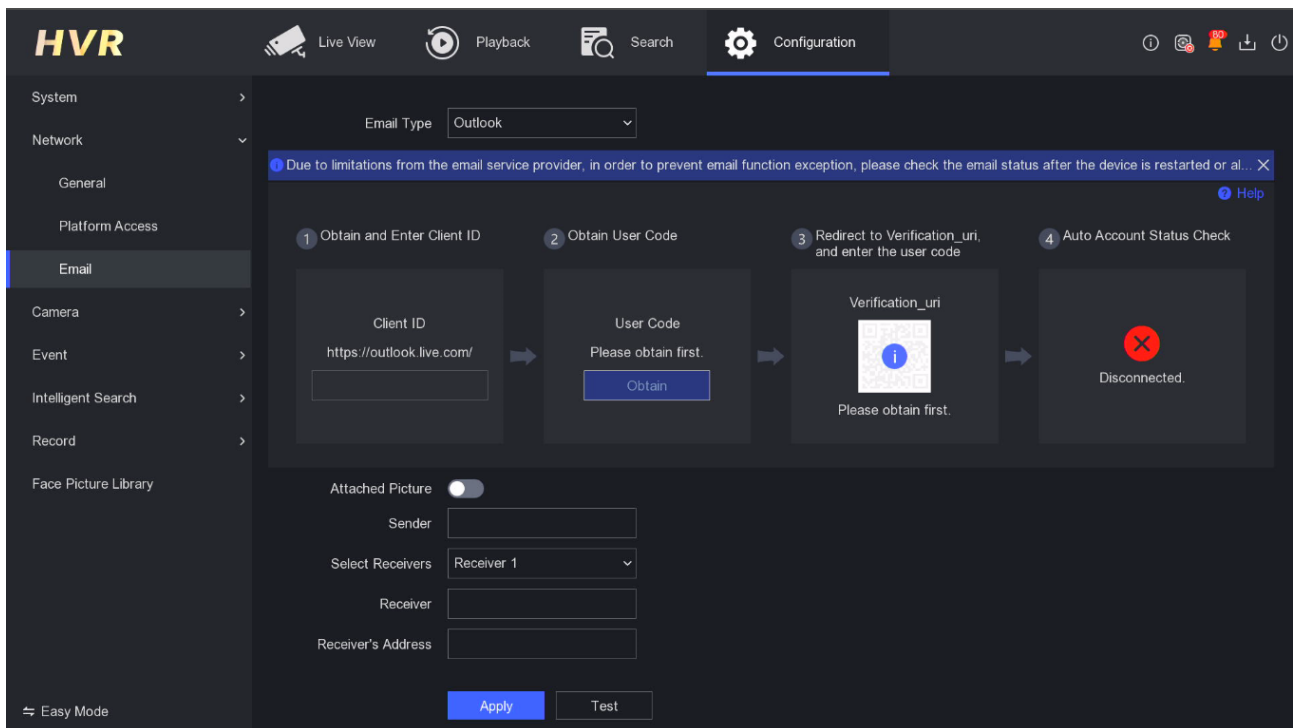 HVR
Live View
Playback
Search
Configuration
80
System
Network
General
Platform Access
Email
Camera
Event
Intelligent Search
Record
Face Picture Library
Easy Mode
Email Type
Outlook
Due to limitations from the email service provider, in order to prevent email function exception, please check the email status after the device is restarted or al...
Help
1 Obtain and Enter Client ID
Client ID
https://outlook.live.com/
2 Obtain User Code
User Code
Please obtain first.
Obtain
3 Redirect to Verification_uri,
and enter the user code
Verification_uri
Please obtain first.
4 Auto Account Status Check
Disconnected.
Attached Picture
Sender
Select Receivers
Receiver 1
Receiver
Receiver's Address
Apply
Test